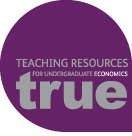 TEACHING RESOURCES
FOR UNDERGRADUATE ECONOMICS
true